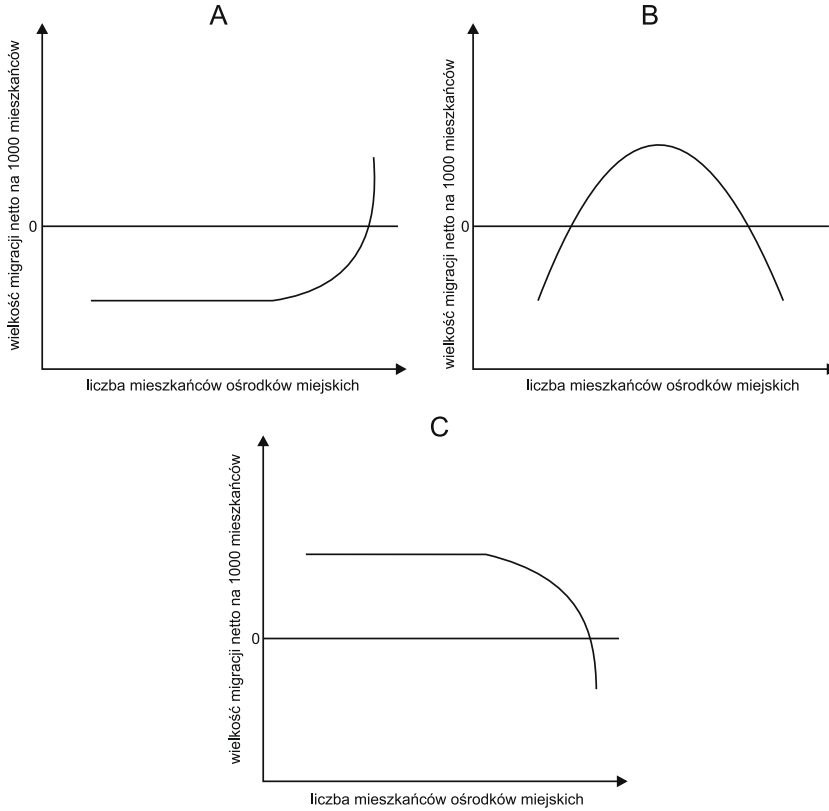 A
wielkość migracji netto na 1000 mieszkańców
0
liczba mieszkańców ośrodków miejskich
B
wielkość migracji netto na 1000 mieszkańców
0
liczba mieszkańców ośrodków miejskich
C
wielkość migracji netto na 1000 mieszkańców
0
liczba mieszkańców ośrodków miejskich